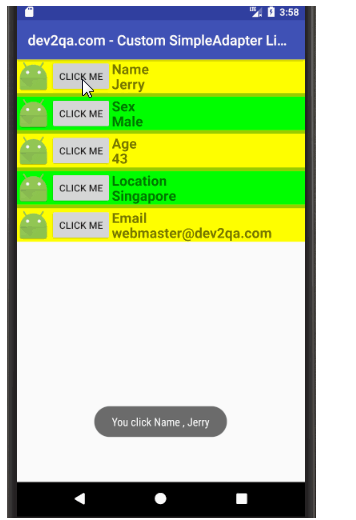 3:58
dev2qa.com - Custom SimpleAdapter Li...
CLICK ME
Name
Jerry
CLICK ME
Sex
Male
CLICK ME
Age
43
CLICK ME
Location
Singapore
CLICK ME
Email
webmaster@dev2qa.com
You click Name , Jerry